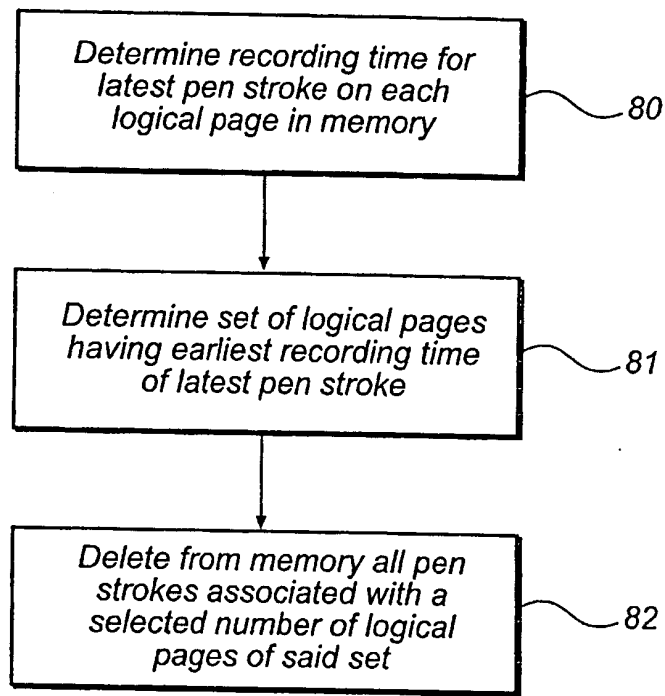 Determine recording time for
latest pen stroke on each
logical page in memory
80
Determine set of logical pages
having earliest recording time
of latest pen stroke
81
Delete from memory all pen
strokes associated with a
selected number of logical
pages of said set
82